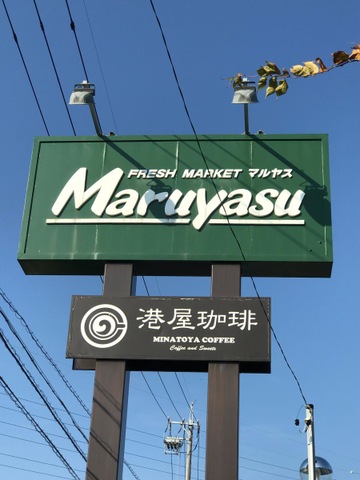 FRESH MARKET マルヤス
Maruyasu
港屋珈琲
MINATOYA COFFEE
Coffee and Sweets